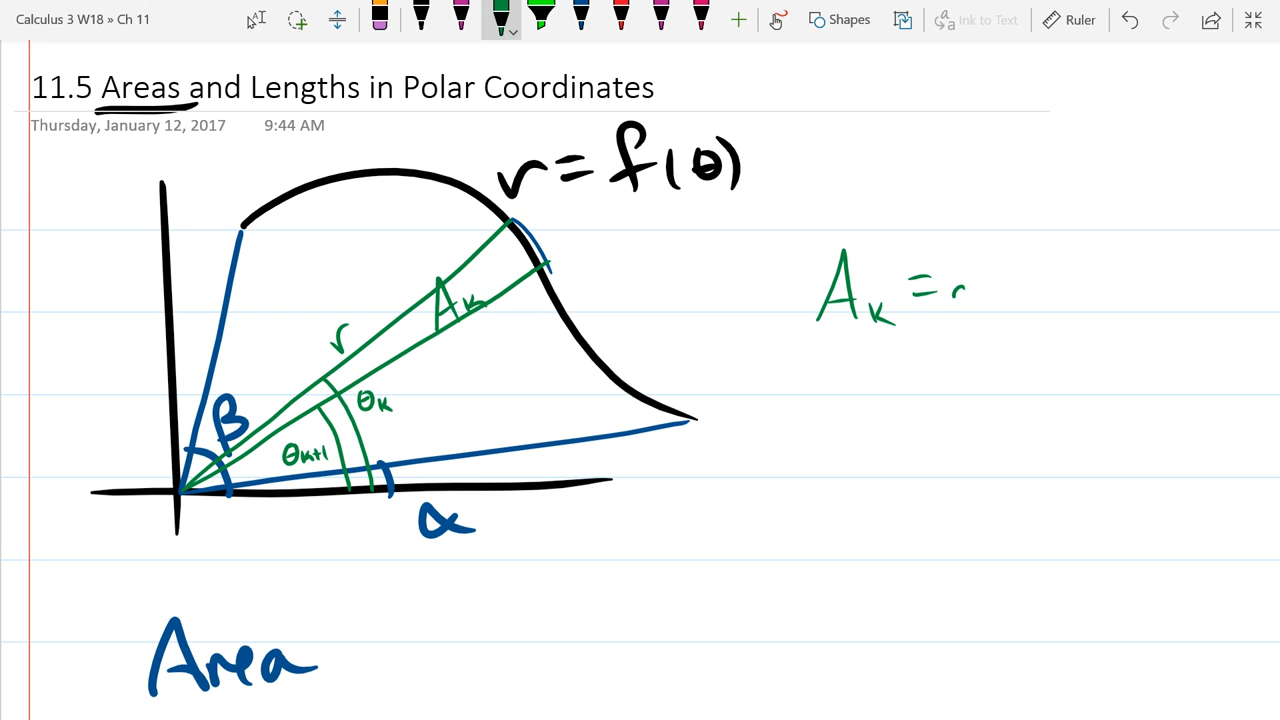 Calculus 3 W18 » Ch 11
Ink to Text
Shapes
Ruler
11.5 Areas and Lengths in Polar Coordinates
Thursday, January 12, 2017 9:44 AM
r = f(θ)
A_k
A_k =
r
θ_k
β
θ_{k+1}
α
Area